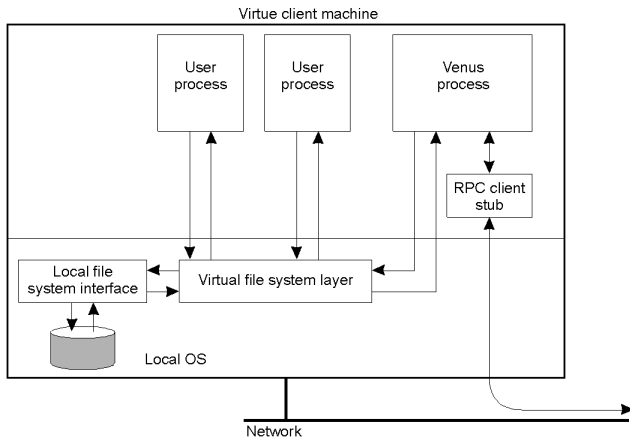 Virtue client machine
User
process
User
process
Venus
process
RPC client
stub
Local file
system interface
Virtual file system layer
Local OS
Network